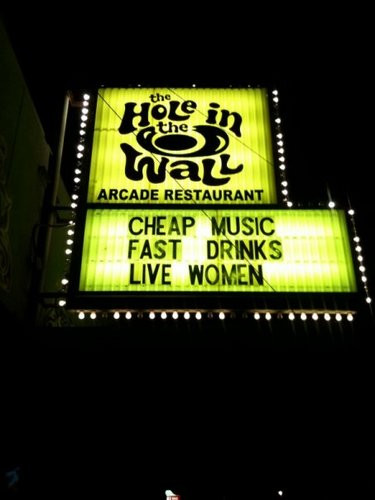 the
HOLE in
the
WALL
ARCADE RESTAURANT
CHEAP MUSIC
FAST DRINKS
LIVE WOMEN